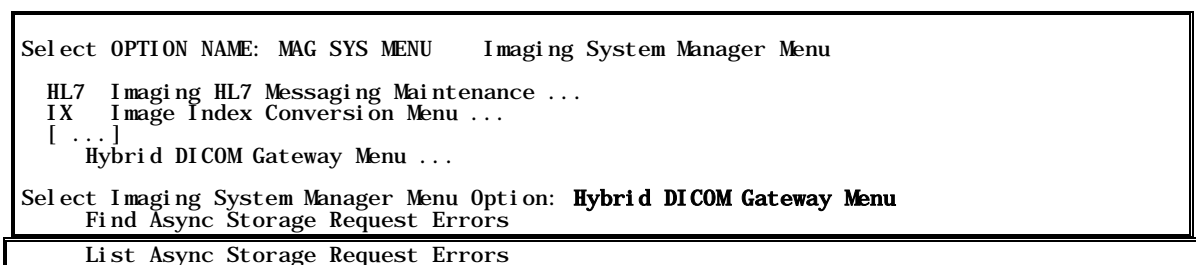 Select OPTION NAME: MAG SYS MENU Imaging System Manager Menu
HL7 Imaging HL7 Messaging Maintenance ...
IX Image Index Conversion Menu ...
[ ...]
Hybrid DICOM Gateway Menu ...
Select Imaging System Manager Menu Option: Hybrid DICOM Gateway Menu
Find Async Storage Request Errors
List Async Storage Request Errors